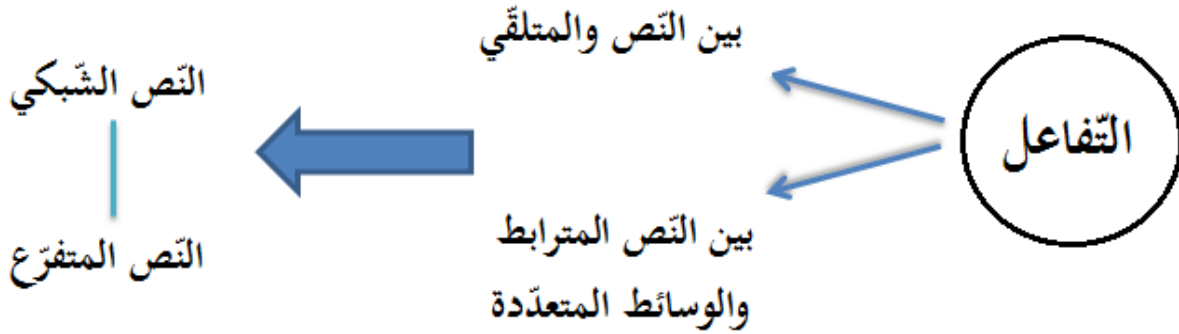 التّفاعل
بين النّص والمتلقّي
بين النّص المترابط
والوسائط المتعدّدة
النّص الشّبكي
النّص المتفرّع